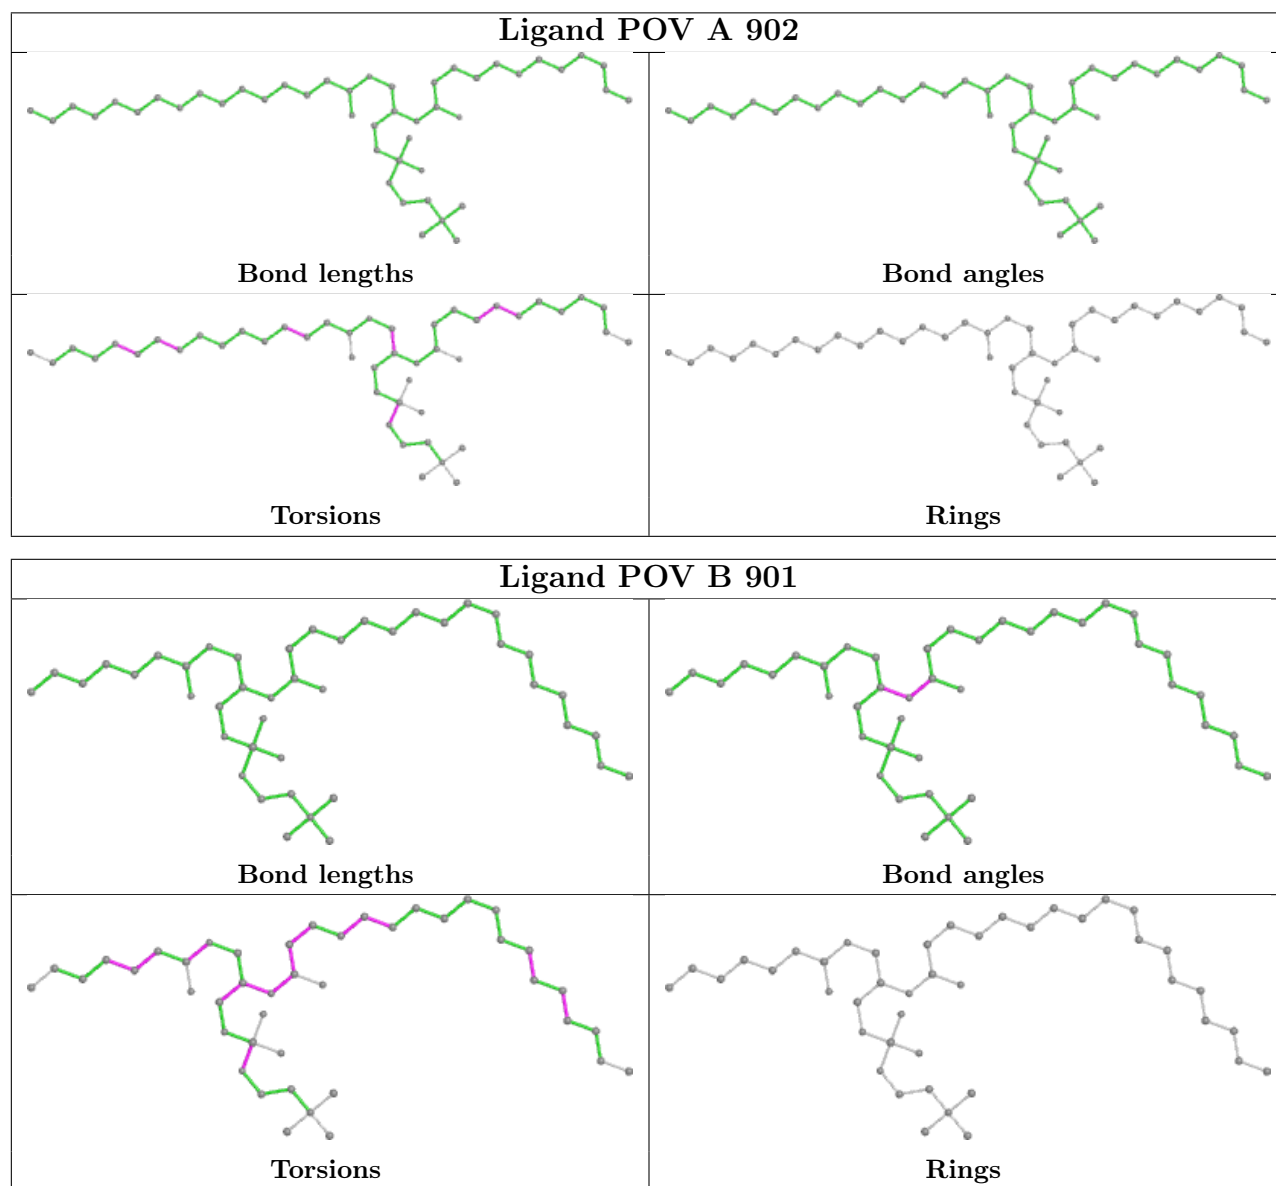 Ligand POV A 902
Bond lengths
Bond angles
Torsions
Rings
Ligand POV B 901
Bond lengths
Bond angles
Torsions
Rings